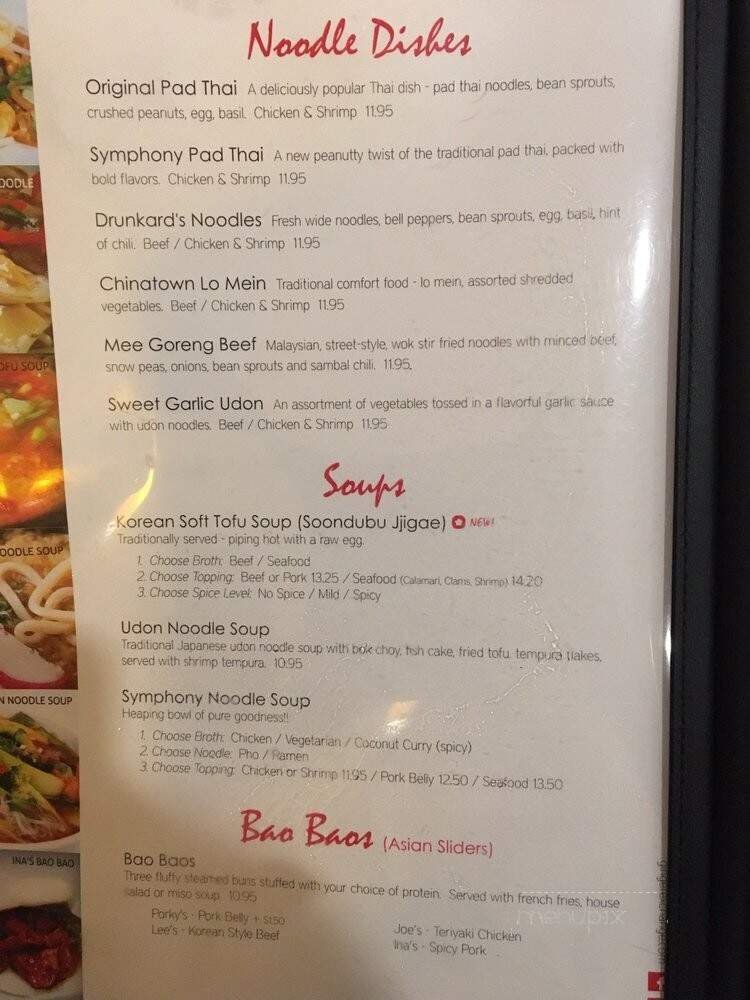 Noodle Dishes
Original Pad Thai A deliciously popular Thai dish - pad thai noodles, bean sprouts,
crushed peanuts, egg, basil. Chicken & Shrimp 11.95
Symphony Pad Thai A new peanutty twist of the traditional pad thai, packed with
bold flavors. Chicken & Shrimp 11.95
Drunkard's Noodles Fresh wide noodles, bell peppers, bean sprouts, egg, basil, hint
of chili. Beef / Chicken & Shrimp 11.95
Chinatown Lo Mein Traditional comfort food - lo mein, assorted shredded
vegetables. Beef / Chicken & Shrimp 11.95
Mee Goreng Beef Malaysian, street-style, wok stir fried noodles with minced beef,
snow peas, onions, bean sprouts and sambal chili. 11.95.
Sweet Garlic Udon An assortment of vegetables tossed in a flavorful garlic sauce
with udon noodles. Beef / Chicken & Shrimp 11.95
Soups
Korean Soft Tofu Soup (Soondubu Jjigae) NEW!
Traditionally served - piping hot with a raw egg.
1. Choose Broth: Beef / Seafood
2. Choose Topping: Beef or Pork 13.25 / Seafood (Calamari, Clams, Shrimp) 14.20
3. Choose Spice Level: No Spice / Mild / Spicy
Udon Noodle Soup
Traditional Japanese udon noodle soup with bok choy, fish cake, fried tofu, tempura flakes,
served with shrimp tempura. 10.95
Symphony Noodle Soup
Heaping bowl of pure goodness!!
1. Choose Broth: Chicken / Vegetarian / Coconut Curry (spicy)
2. Choose Noodle: Pho / Ramen
3. Choose Topping: Chicken or Shrimp 11.95 / Pork Belly 12.50 / Seafood 13.50
Bao Baos (Asian Sliders)
Bao Baos
Three fluffy steamed buns stuffed with your choice of protein. Served with french fries, house
salad or miso soup. 10.95
Porky's - Pork Belly + $1.50
Lee's - Korean Style Beef
Joe's - Teriyaki Chicken
Ina's - Spicy Pork
OODLE
OFU SOUP
OODLE SOUP
N NOODLE SOUP
INA'S BAO BAO
menupix